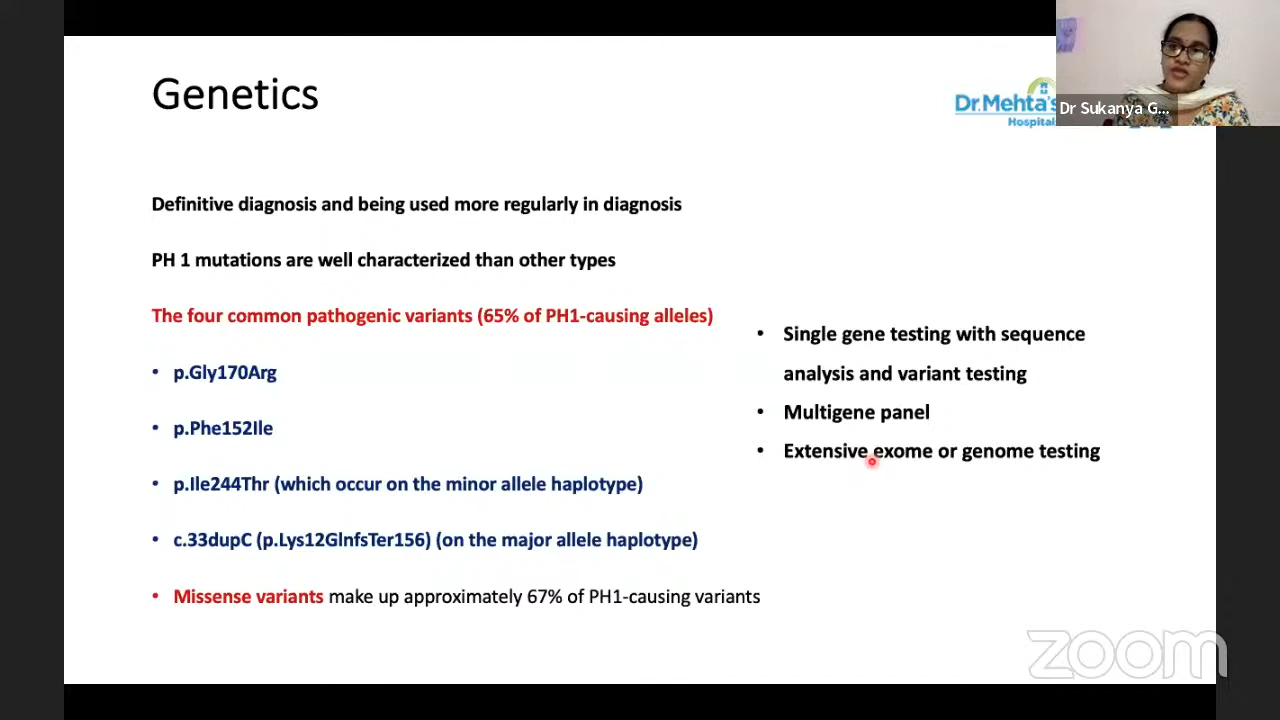 Genetics
Dr.Mehta's
Hospitals
Dr Sukanya G...
Definitive diagnosis and being used more regularly in diagnosis
PH 1 mutations are well characterized than other types
The four common pathogenic variants (65% of PH1-causing alleles)
• p.Gly170Arg
• p.Phe152Ile
• p.Ile244Thr (which occur on the minor allele haplotype)
• c.33dupC (p.Lys12GlnfsTer156) (on the major allele haplotype)
• Missense variants make up approximately 67% of PH1-causing variants
• Single gene testing with sequence
analysis and variant testing
• Multigene panel
• Extensive exome or genome testing
zoom